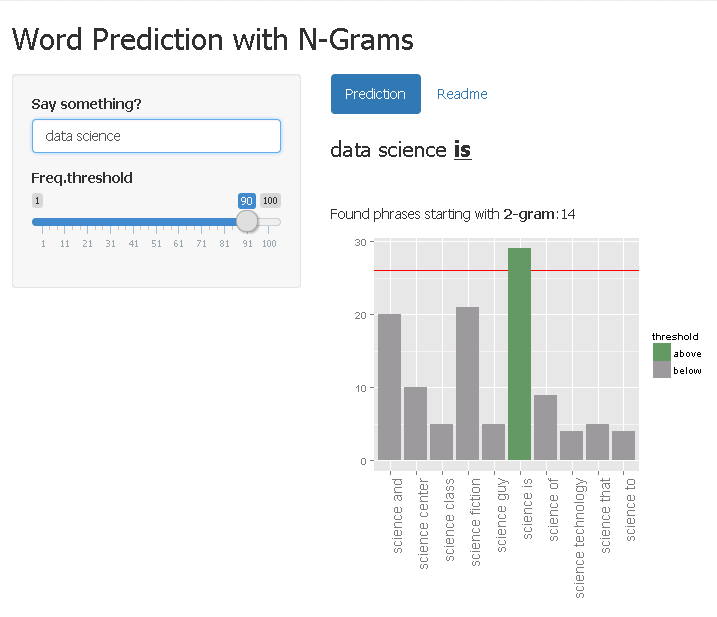 Word Prediction with N-Grams
Say something?
data science
Freq.threshold
1 90 100
1 11 21 31 41 51 61 71 81 91 100
Prediction Readme
data science is
Found phrases starting with 2-gram:14
30
20
10
0
science and
science center
science class
science fiction
science guy
science is
science of
science technology
science that
science to
threshold
above
below